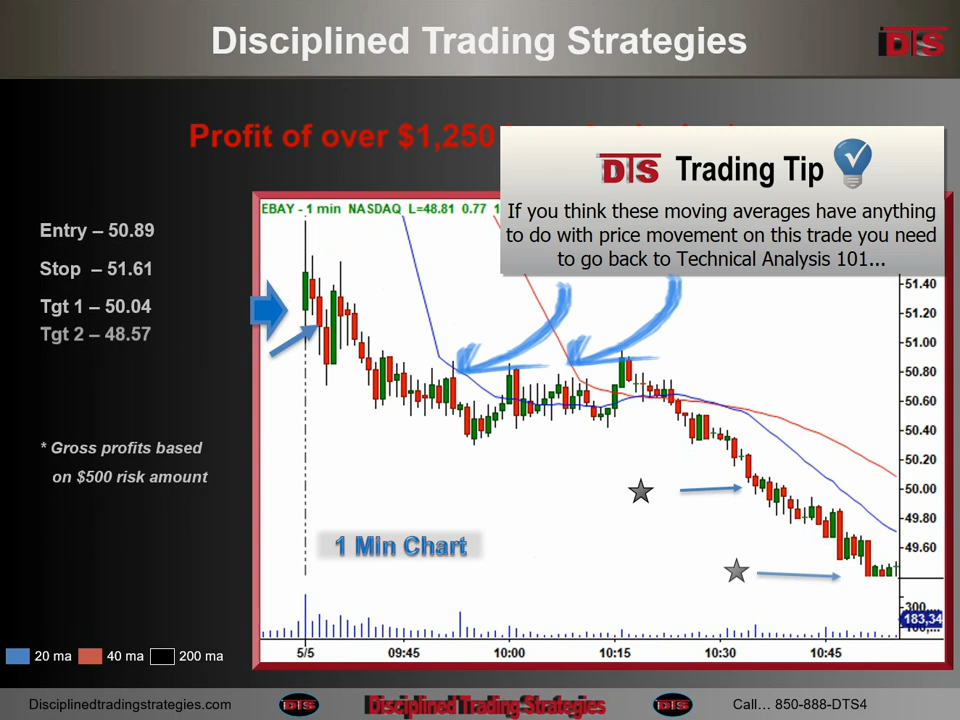 Disciplined Trading Strategies
DTS
Profit of over $1,250
DTS Trading Tip
If you think these moving averages have anything
to do with price movement on this trade you need
to go back to Technical Analysis 101...
EBAY - 1 min NASDAQ L=48.81 0.77
Entry – 50.89
Stop – 51.61
Tgt 1 – 50.04
Tgt 2 – 48.57
* Gross profits based
on $500 risk amount
51.40
51.20
51.00
50.80
50.60
50.40
50.20
50.00
49.80
49.60
1 Min Chart
300,...
183,34
5/5 09:45 10:00 10:15 10:30 10:45
20 ma 40 ma 200 ma
Disciplinedtradingstrategies.com DTS Disciplined Trading Strategies DTS Call... 850-888-DTS4